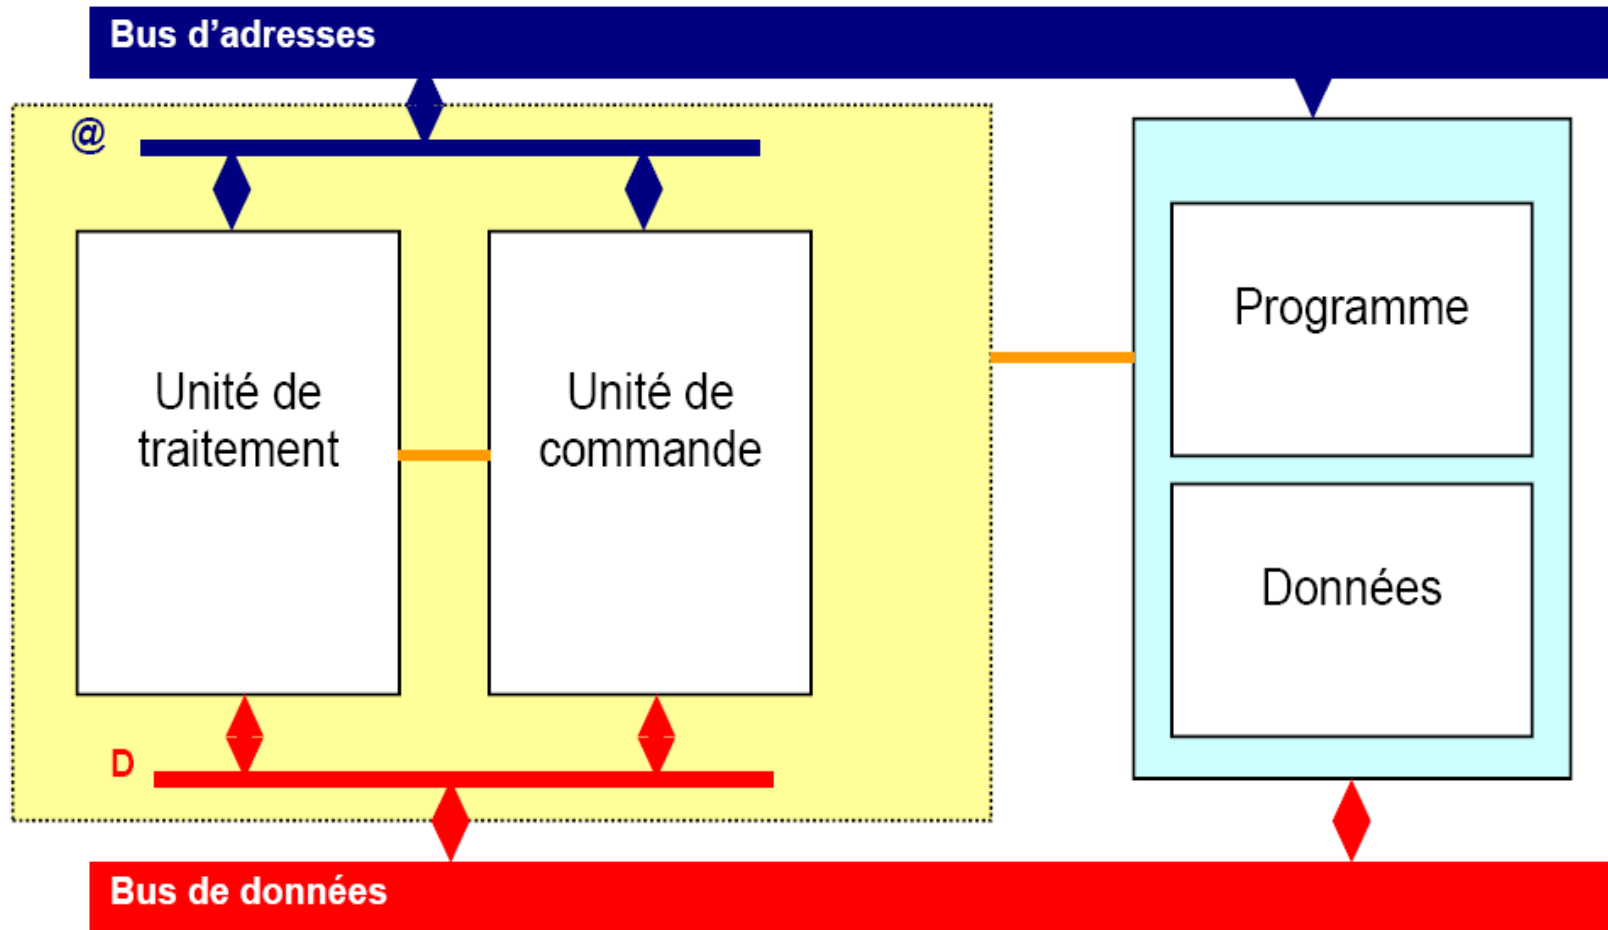 Bus d’adresses
@
Unité de
traitement
Unité de
commande
Programme
Données
D
Bus de données